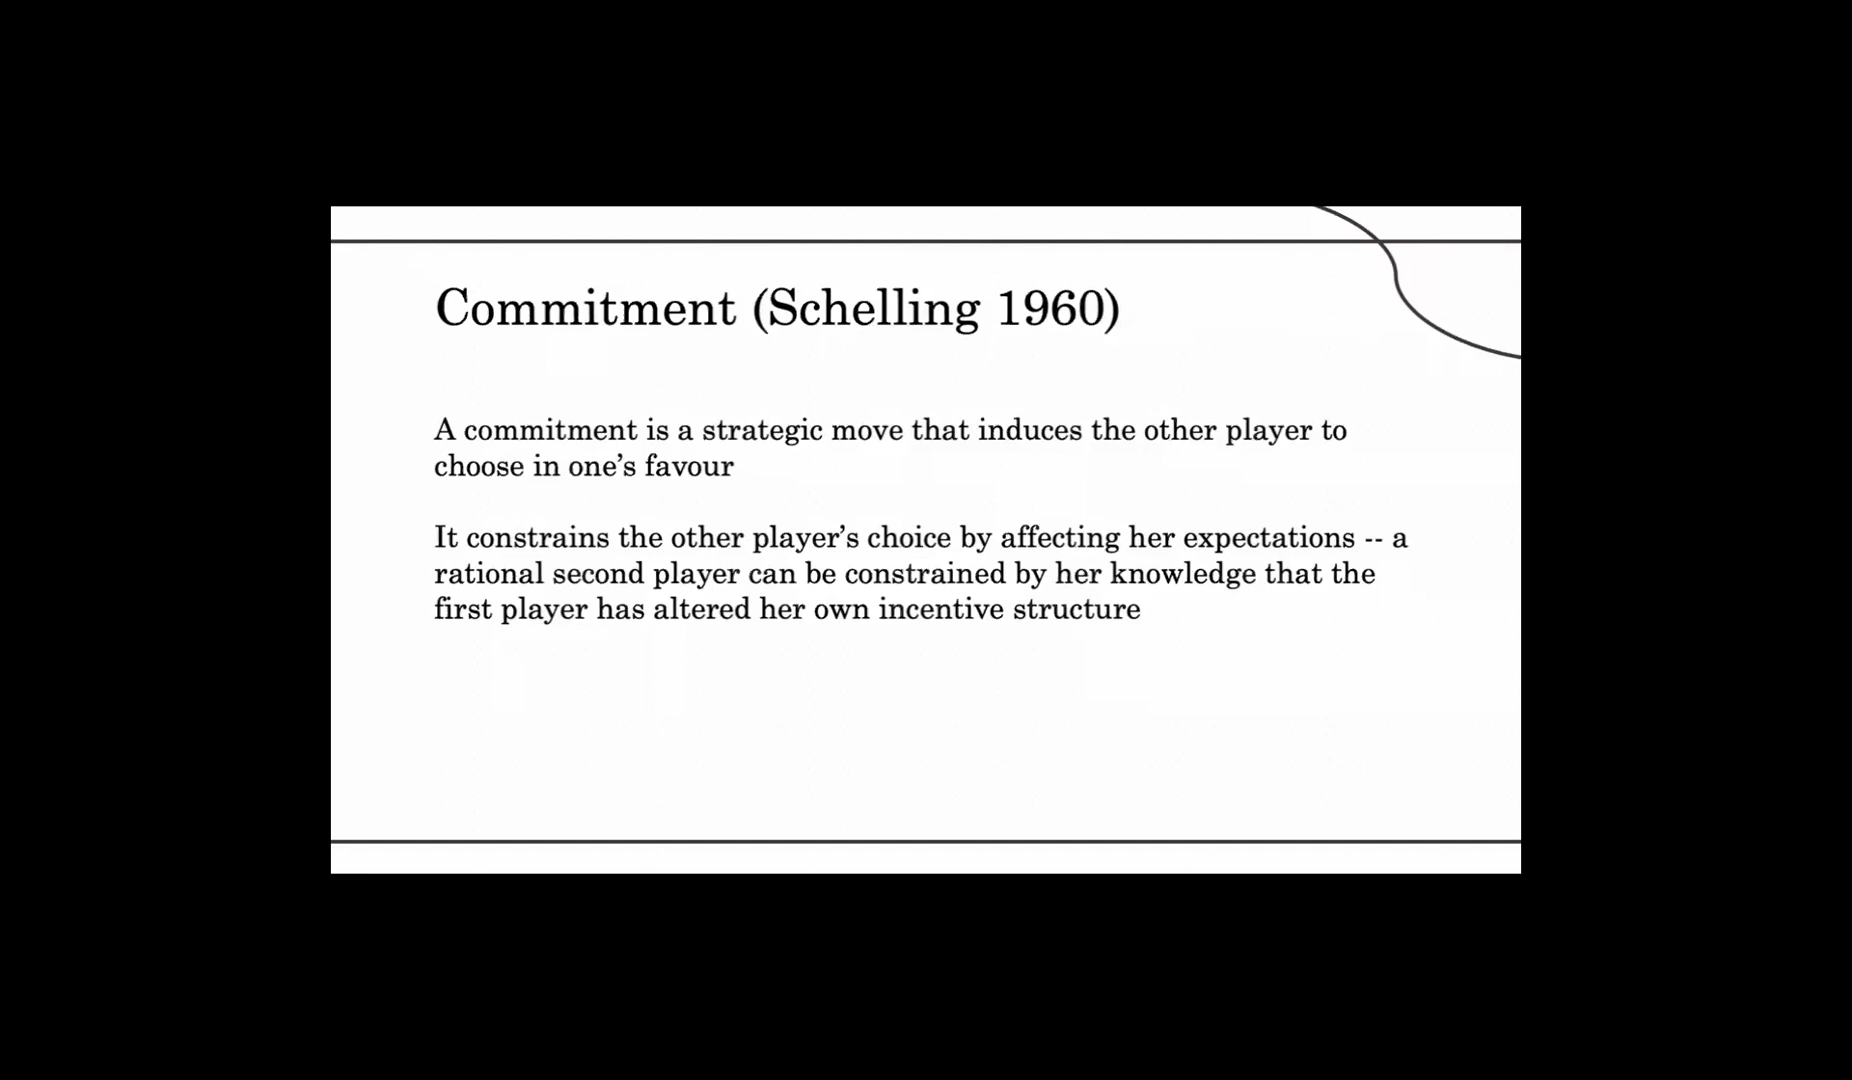 Commitment (Schelling 1960)
A commitment is a strategic move that induces the other player to
choose in one’s favour
It constrains the other player’s choice by affecting her expectations -- a
rational second player can be constrained by her knowledge that the
first player has altered her own incentive structure